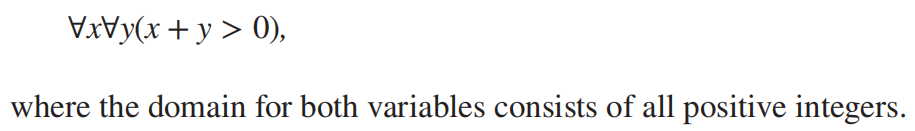 ∀x∀y(x + y > 0),
where the domain for both variables consists of all positive integers.